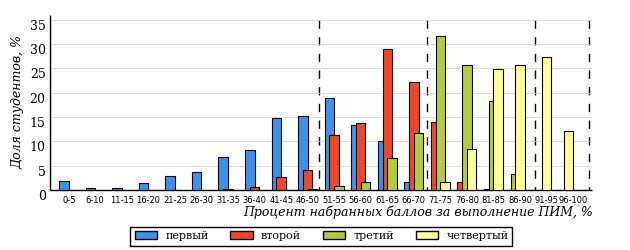 Доля студентов, %
35
30
25
20
15
10
5
0
0-5 6-10 11-15 16-20 21-25 26-30 31-35 36-40 41-45 46-50 51-55 56-60 61-65 66-70 71-75 76-80 81-85 86-90 91-95 96-100
Процент набранных баллов за выполнение ПИМ, %
первый второй третий четвертый